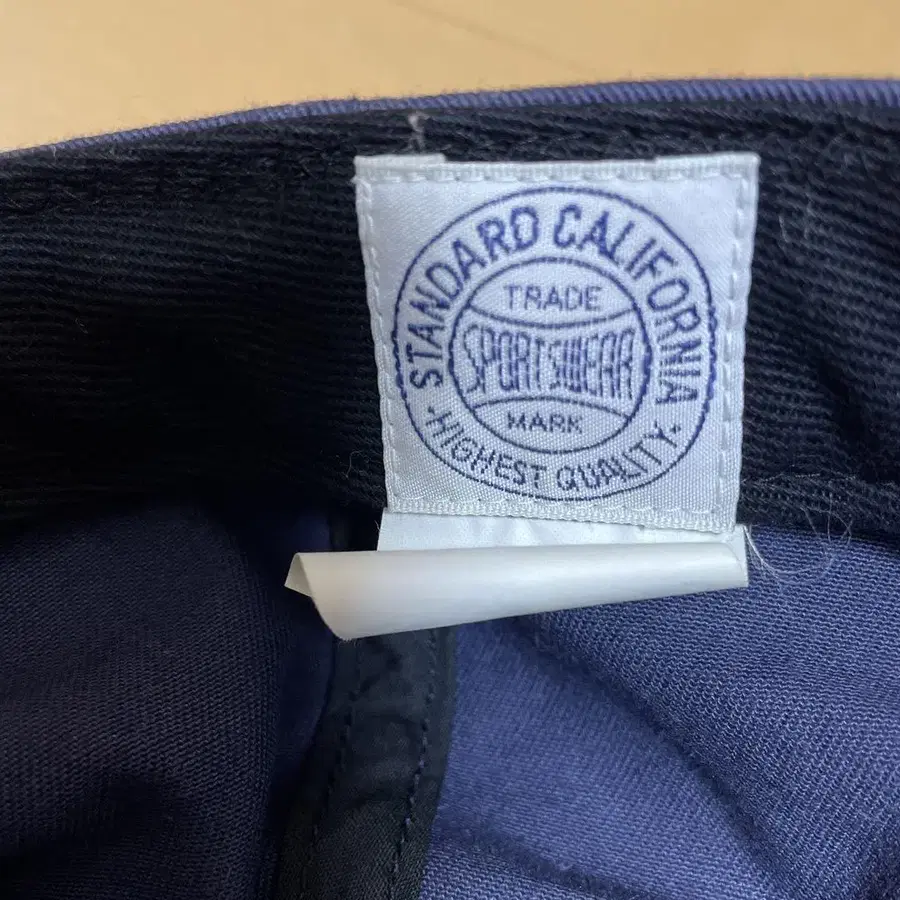 STANDARD CALIFORNIA
TRADE
SPORTSWEAR
MARK
· HIGHEST QUALITY ·